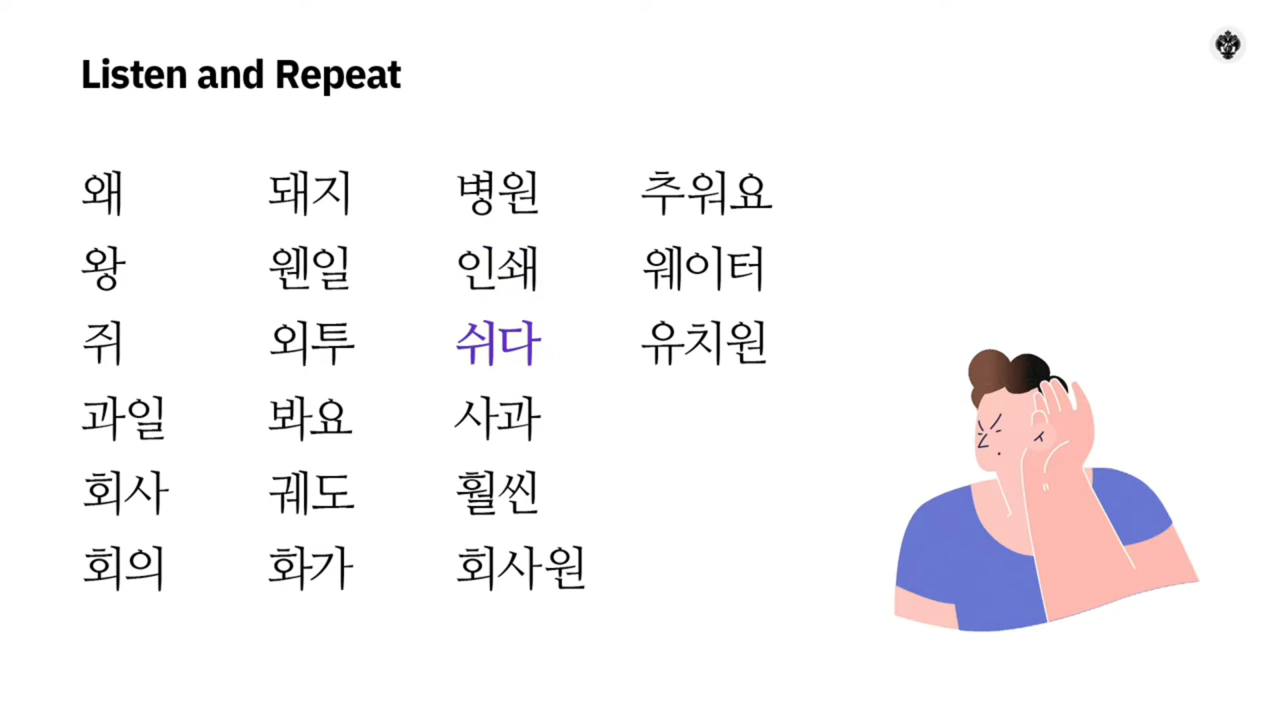 Listen and Repeat
왜 돼지 병원 추워요
왕 웬일 인쇄 웨이터
쥐 외투 쉬다 유치원
과일 봐요 사과
회사 궤도 훨씬
회의 화가 회사원